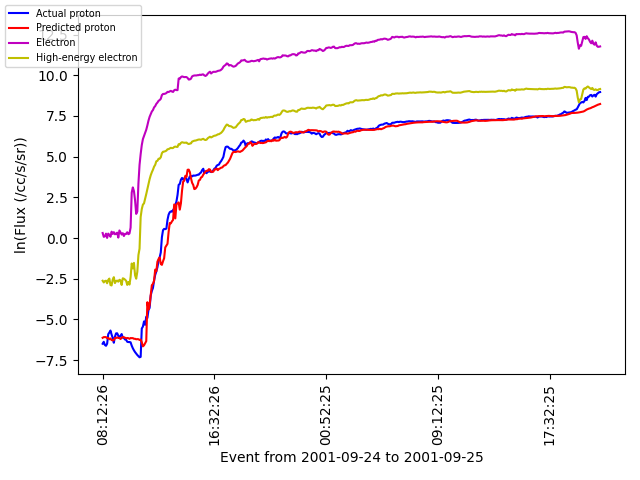 Actual proton
Predicted proton
Electron
High-energy electron
12.5
10.0
7.5
5.0
2.5
0.0
−2.5
−5.0
−7.5
ln(Flux (/cc/s/sr))
08:12:26
16:32:26
00:52:25
09:12:25
17:32:25
Event from 2001-09-24 to 2001-09-25